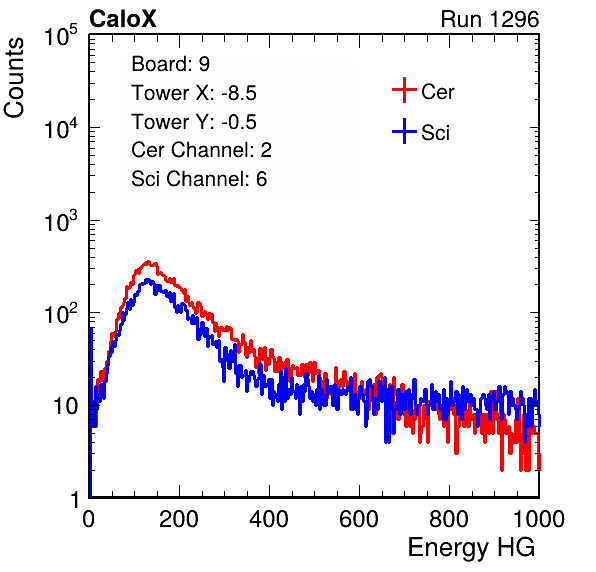 CaloX Run 1296
Counts
Board: 9
Tower X: -8.5
Tower Y: -0.5
Cer Channel: 2
Sci Channel: 6
Cer
Sci
10^5
10^4
10^3
10^2
10
1
0 200 400 600 800 1000
Energy HG